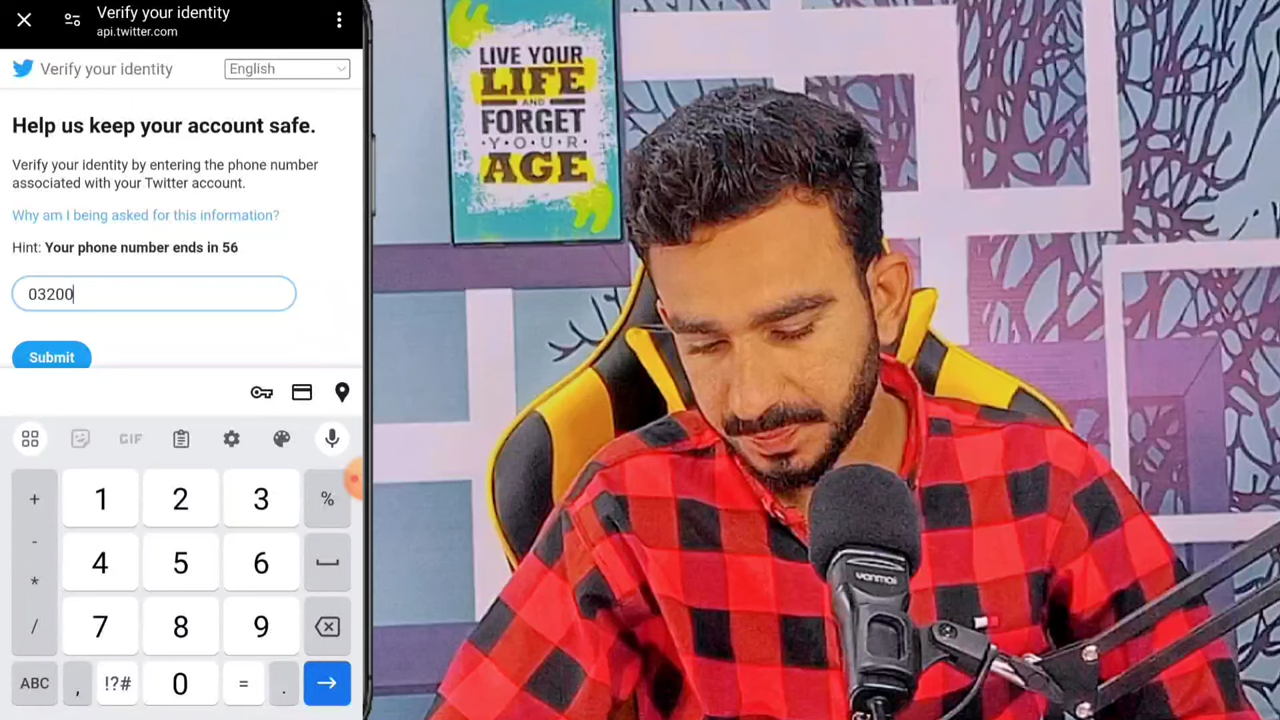 Verify your identity
api.twitter.com
Verify your identity
English
Help us keep your account safe.
Verify your identity by entering the phone number
associated with your Twitter account.
Why am I being asked for this information?
Hint: Your phone number ends in 56
03200
Submit
GIF
+ 1 2 3 %
- 4 5 6
*
/ 7 8 9
ABC , !?# 0 = .
LIVE YOUR
LIFE
AND
FORGET
YOUR
AGE
yanmai